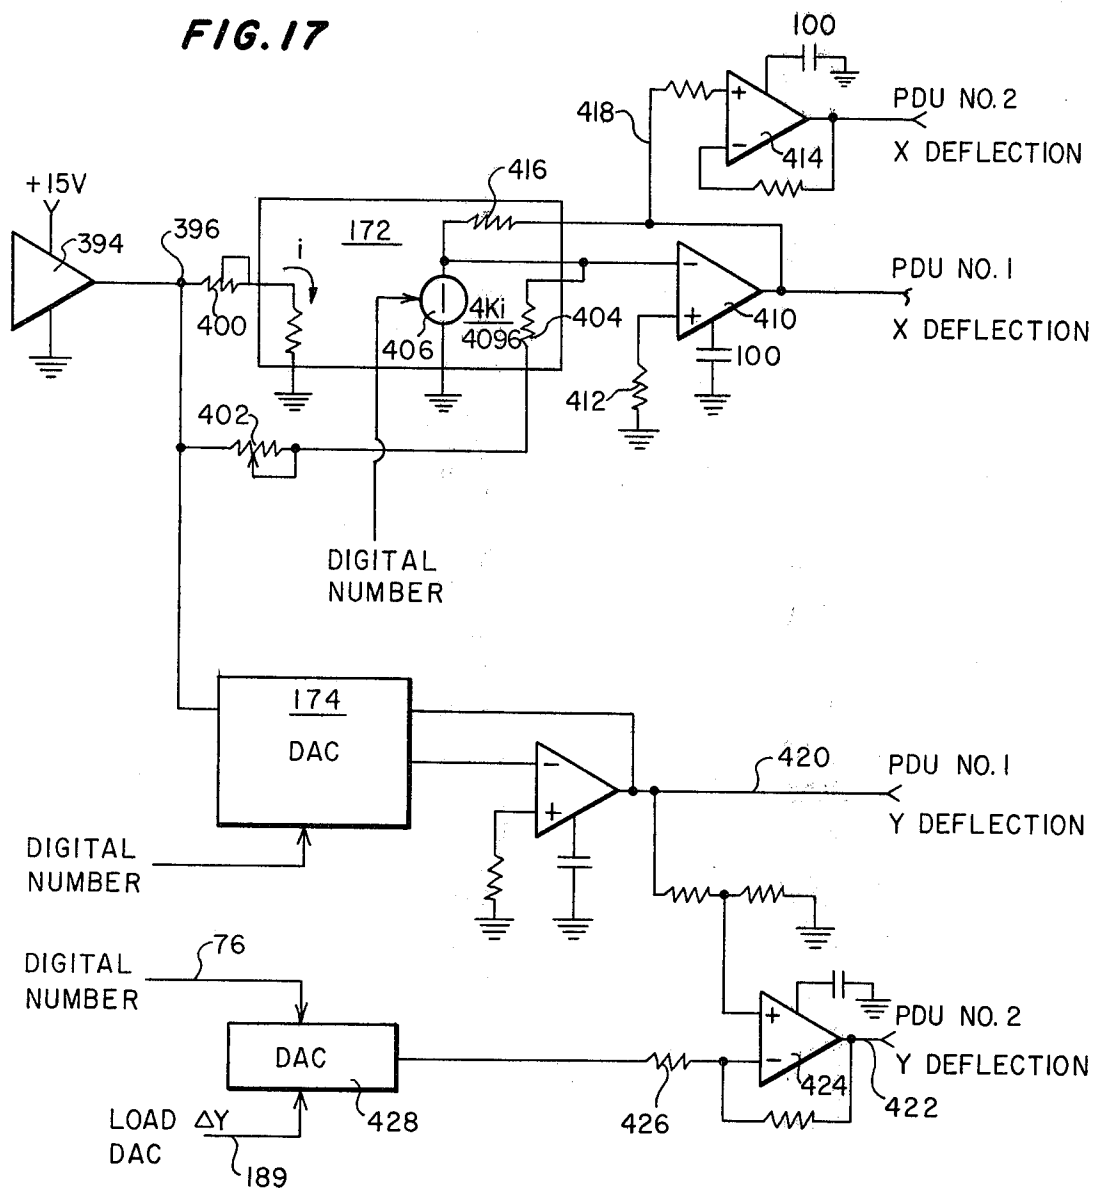 FIG. 17
100
PDU NO. 2
X DEFLECTION
+
-
414
418
416
+15V
394
396
172
i
400
4Ki
4096
406
404
-
+
410
PDU NO. 1
X DEFLECTION
100
412
402
DIGITAL
NUMBER
174
DAC
-
+
420
PDU NO. 1
Y DEFLECTION
DIGITAL
NUMBER
76
DIGITAL
NUMBER
DAC
428
LOAD ΔY
DAC
189
426
+
-
424
PDU NO. 2
Y DEFLECTION
422